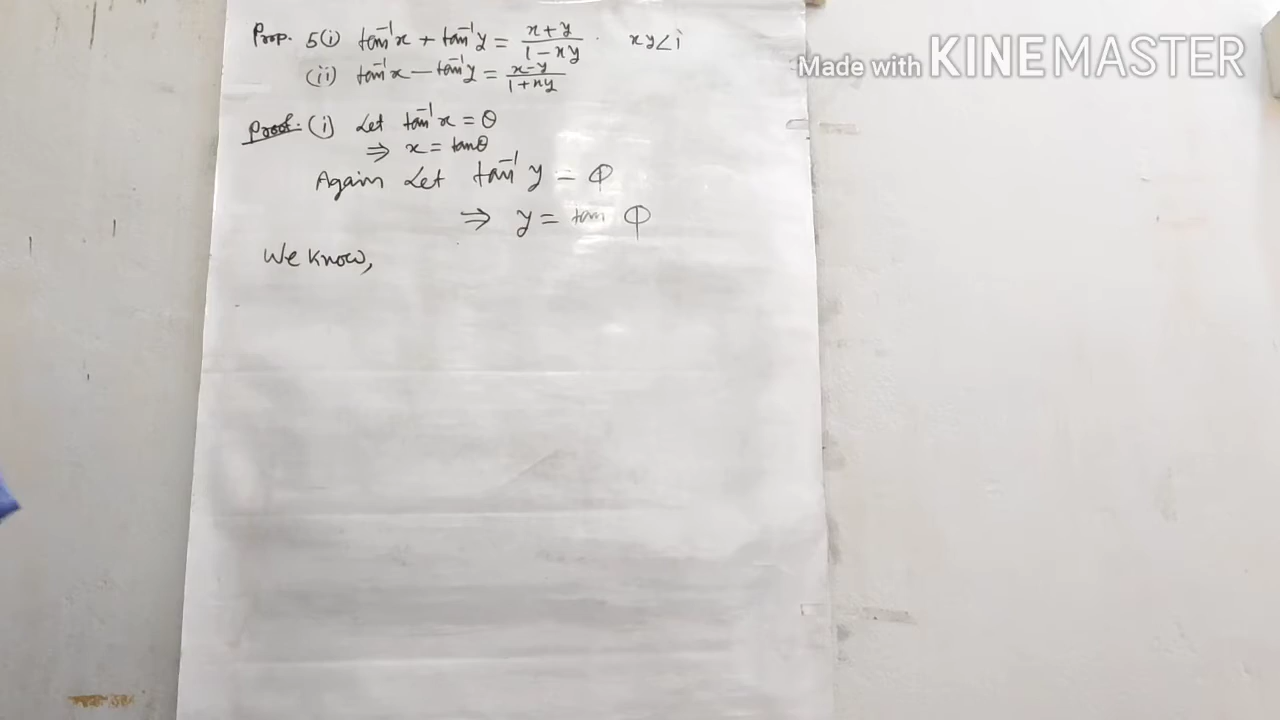 Prop. 5(i) tan⁻¹x + tan⁻¹y = (x+y)/(1-xy) . xy<i
(ii) tan⁻¹x - tan⁻¹y = (x-y)/(1+xy)
Proof. (i) Let tan⁻¹x = θ
⇒ x = tanθ
Again Let tan⁻¹ y = φ
⇒ y = tan φ
We Know,
Made with KINEMASTER